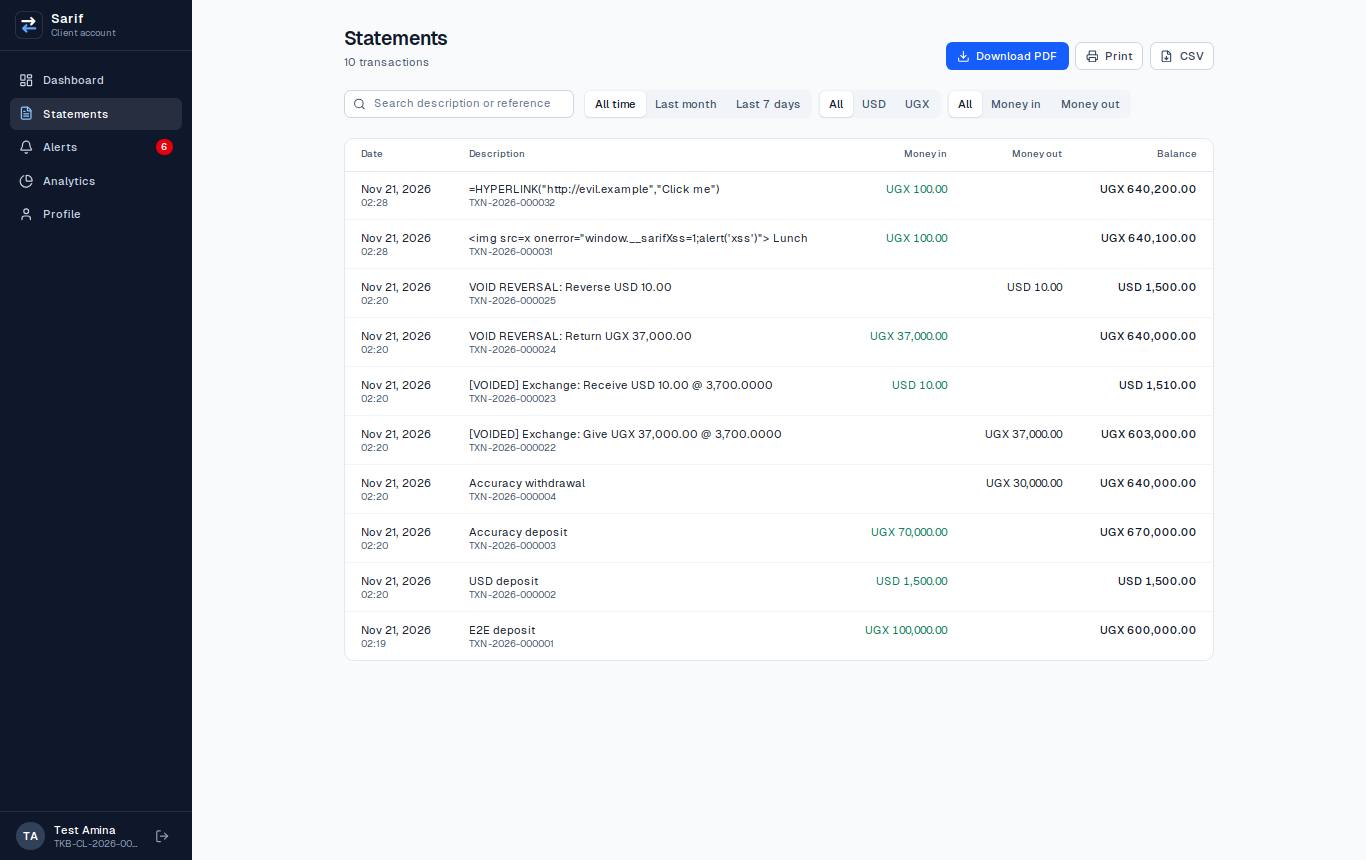 Sarif
Client account
Dashboard
Statements
Alerts 6
Analytics
Profile
TA
Test Amina
TKB-CL-2026-00...
Statements
10 transactions
Download PDF Print CSV
Search description or reference All time Last month Last 7 days All USD UGX All Money in Money out
Date Description Money in Money out Balance
Nov 21, 2026 =HYPERLINK("http://evil.example","Click me") UGX 100.00 UGX 640,200.00
02:28 TXN-2026-000032
Nov 21, 2026 <img src=x onerror="window.__sarifXss=1;alert('xss')"> Lunch UGX 100.00 UGX 640,100.00
02:28 TXN-2026-000031
Nov 21, 2026 VOID REVERSAL: Reverse USD 10.00 USD 10.00 USD 1,500.00
02:20 TXN-2026-000025
Nov 21, 2026 VOID REVERSAL: Return UGX 37,000.00 UGX 37,000.00 UGX 640,000.00
02:20 TXN-2026-000024
Nov 21, 2026 [VOIDED] Exchange: Receive USD 10.00 @ 3,700.0000 USD 10.00 USD 1,510.00
02:20 TXN-2026-000023
Nov 21, 2026 [VOIDED] Exchange: Give UGX 37,000.00 @ 3,700.0000 UGX 37,000.00 UGX 603,000.00
02:20 TXN-2026-000022
Nov 21, 2026 Accuracy withdrawal UGX 30,000.00 UGX 640,000.00
02:20 TXN-2026-000004
Nov 21, 2026 Accuracy deposit UGX 70,000.00 UGX 670,000.00
02:20 TXN-2026-000003
Nov 21, 2026 USD deposit USD 1,500.00 USD 1,500.00
02:20 TXN-2026-000002
Nov 21, 2026 E2E deposit UGX 100,000.00 UGX 600,000.00
02:19 TXN-2026-000001